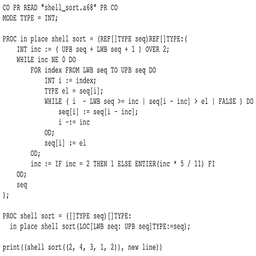 CO PR READ "shell_sort.a68" PR CO
MODE TYPE = INT;
PROC in place shell sort = (REF[]TYPE seq)REF[]TYPE:(
INT inc := ( UPB seq + LWB seq + 1 ) OVER 2;
WHILE inc NE 0 DO
FOR index FROM LWB seq TO UPB seq DO
INT i := index;
TYPE el = seq[i];
WHILE ( i - LWB seq >= inc | seq[i - inc] > el | FALSE ) DO
seq[i] := seq[i - inc];
i -:= inc
OD;
seq[i] := el
OD;
inc := IF inc = 2 THEN 1 ELSE ENTIER(inc * 5 / 11) FI
OD;
seq
);
PROC shell sort = ([]TYPE seq)[]TYPE:
in place shell sort(LOC[LWB seq: UPB seq]TYPE:=seq);
print((shell sort((2, 4, 3, 1, 2)), new line))